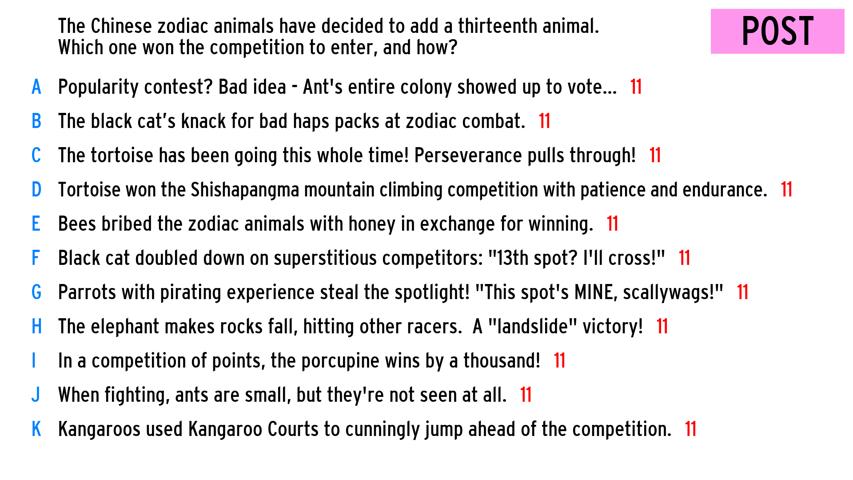 The Chinese zodiac animals have decided to add a thirteenth animal.
Which one won the competition to enter, and how?
POST
A Popularity contest? Bad idea - Ant's entire colony showed up to vote... 11
B The black cat’s knack for bad haps packs at zodiac combat. 11
C The tortoise has been going this whole time! Perseverance pulls through! 11
D Tortoise won the Shishapangma mountain climbing competition with patience and endurance. 11
E Bees bribed the zodiac animals with honey in exchange for winning. 11
F Black cat doubled down on superstitious competitors: "13th spot? I'll cross!" 11
G Parrots with pirating experience steal the spotlight! "This spot's MINE, scallywags!" 11
H The elephant makes rocks fall, hitting other racers. A "landslide" victory! 11
I In a competition of points, the porcupine wins by a thousand! 11
J When fighting, ants are small, but they're not seen at all. 11
K Kangaroos used Kangaroo Courts to cunningly jump ahead of the competition. 11